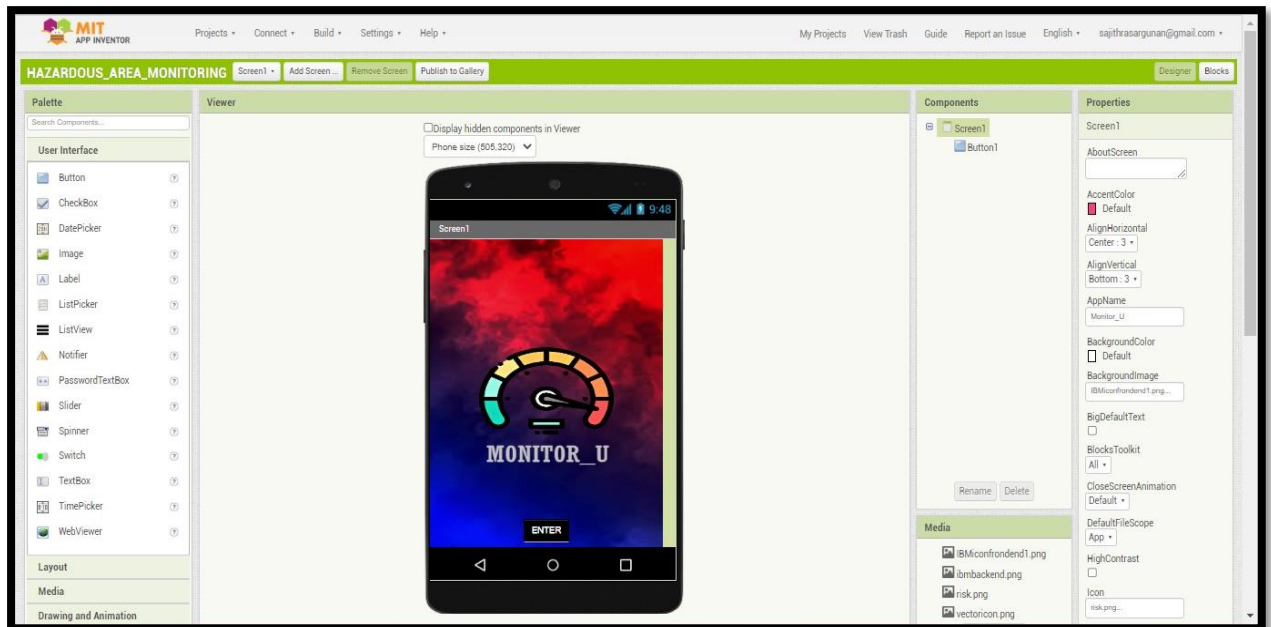 MIT
APP INVENTOR
Projects Connect Build Settings Help My Projects View Trash Guide Report an Issue English sajithrasargunan@gmail.com
HAZARDOUS_AREA_MONITORING Screen1 Add Screen ... Remove Screen Publish to Gallery Designer Blocks
Palette
Search Components...
User Interface
Button
CheckBox
DatePicker
Image
Label
ListPicker
ListView
Notifier
PasswordTextBox
Slider
Spinner
Switch
TextBox
TimePicker
WebViewer
Layout
Media
Drawing and Animation
Viewer
Display hidden components in Viewer
Phone size (505,320)
9:48
Screen1
MONITOR_U
ENTER
Components
Screen1
Button1
Rename Delete
Media
IBMiconfrondend1.png
ibmbackend.png
risk.png
vectoricon.png
Properties
Screen1
AboutScreen
AccentColor
Default
AlignHorizontal
Center : 3
AlignVertical
Bottom : 3
AppName
Monitor_U
BackgroundColor
Default
BackgroundImage
IBMiconfrondend1.png...
BigDefaultText
BlocksToolkit
All
CloseScreenAnimation
Default
DefaultFileScope
App
HighContrast
Icon
risk.png...